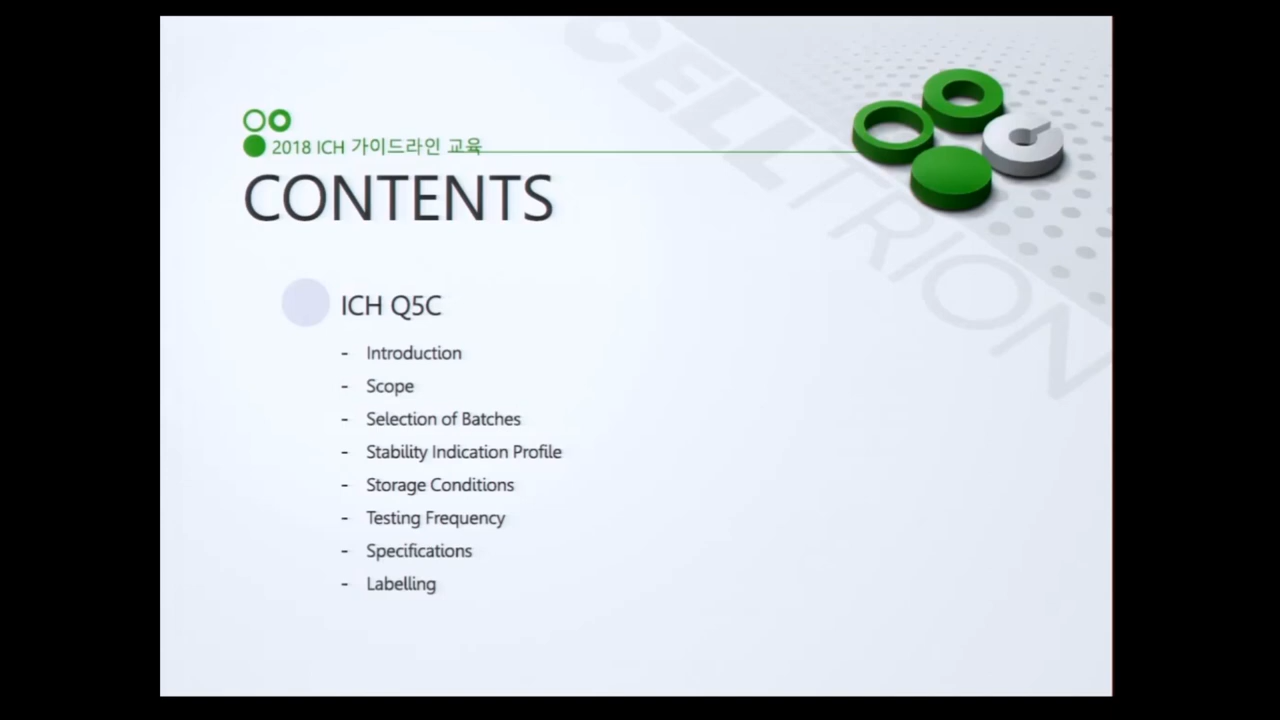 CELLTRION
2018 ICH 가이드라인 교육
CONTENTS
ICH Q5C
- Introduction
- Scope
- Selection of Batches
- Stability Indication Profile
- Storage Conditions
- Testing Frequency
- Specifications
- Labelling